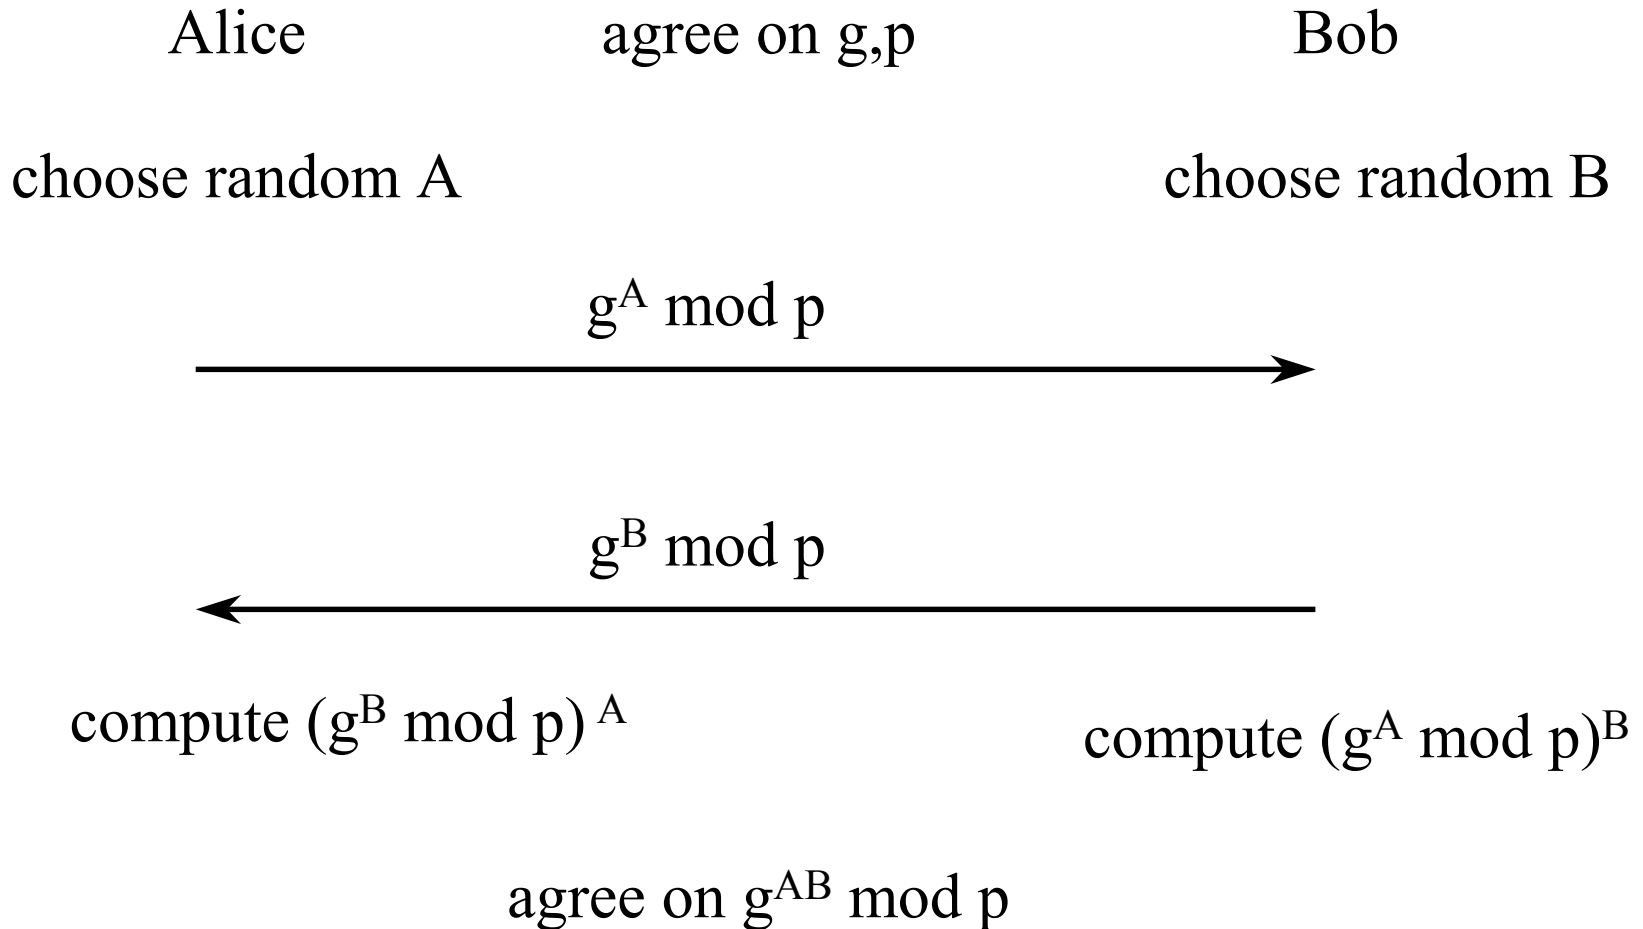 Alice agree on g,p Bob
choose random A choose random B
g^A mod p
g^B mod p
compute (g^B mod p)^A compute (g^A mod p)^B
agree on g^AB mod p